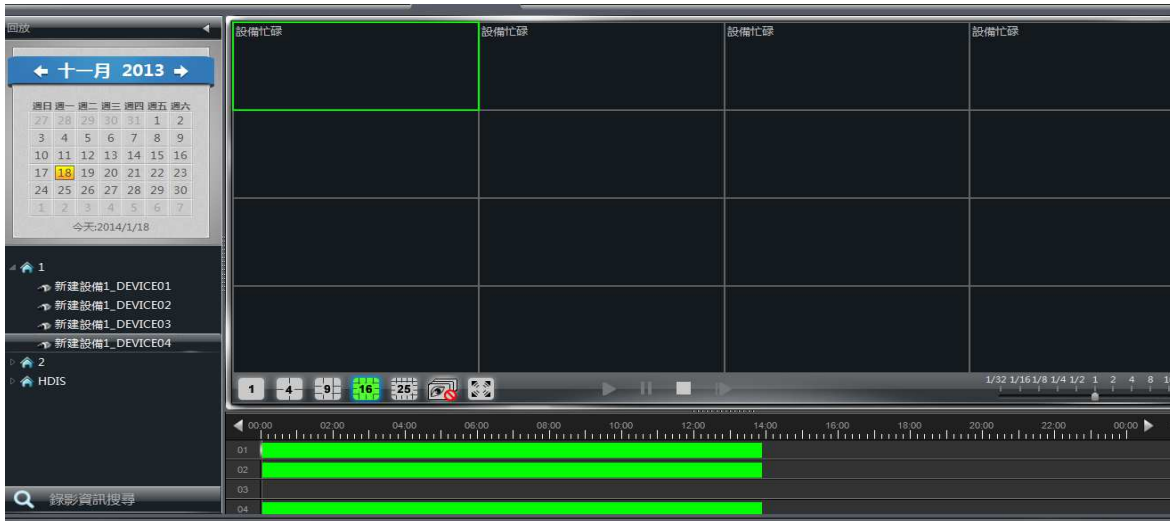 回放
十一月 2013
週日 週一 週二 週三 週四 週五 週六
27 28 29 30 31 1 2
3 4 5 6 7 8 9
10 11 12 13 14 15 16
17 18 19 20 21 22 23
24 25 26 27 28 29 30
1 2 3 4 5 6 7
今天:2014/1/18
1
新建設備1_DEVICE01
新建設備1_DEVICE02
新建設備1_DEVICE03
新建設備1_DEVICE04
2
HDIS
錄影資訊搜尋
設備忙碌 設備忙碌 設備忙碌 設備忙碌
1 4 9 16 25
1/32 1/16 1/8 1/4 1/2 1 2 4 8
00:00 02:00 04:00 06:00 08:00 10:00 12:00 14:00 16:00 18:00 20:00 22:00 00:00
01
02
03
04